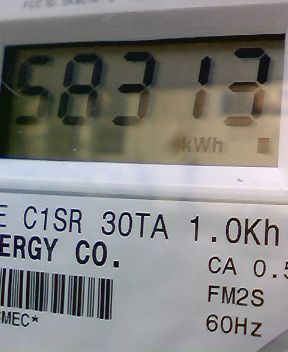 58313
kWh
E C1SR 30TA 1.0Kh
ERGY CO.
CA 0.5
FM2S
MEC*
60Hz